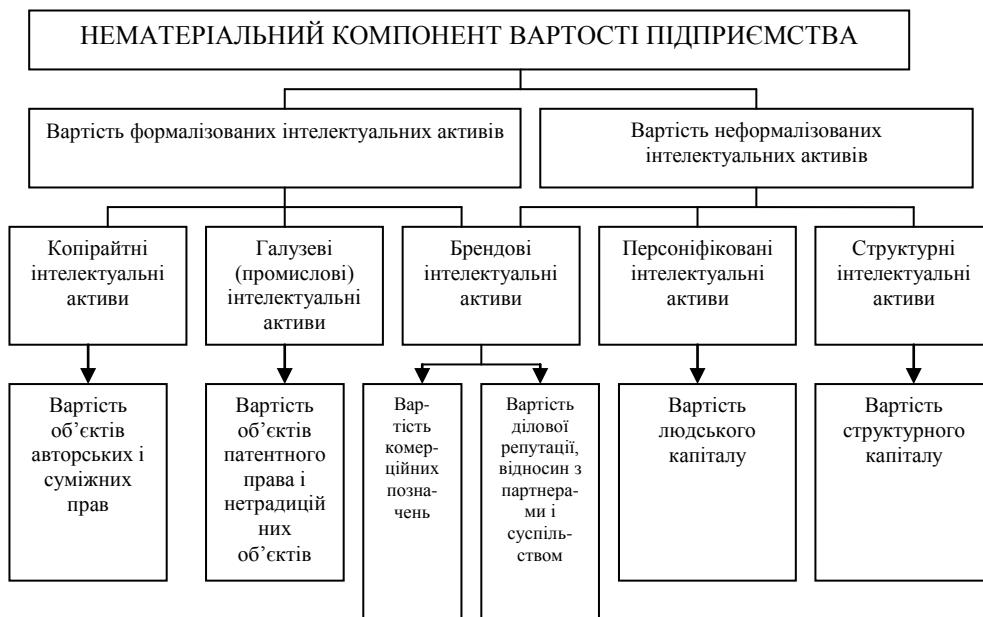 НЕМАТЕРІАЛЬНИЙ КОМПОНЕНТ ВАРТОСТІ ПІДПРИЄМСТВА
Вартість формалізованих інтелектуальних активів
Вартість неформалізованих
інтелектуальних активів
Копірайтні
інтелектуальні
активи
Галузеві
(промислові)
інтелектуальні
активи
Брендові
інтелектуальні
активи
Персоніфіковані
інтелектуальні
активи
Структурні
інтелектуальні
активи
Вартість
об’єктів
авторських і
суміжних
прав
Вартість
об’єктів
патентного
права і
нетрадицій
них
об’єктів
Вар-
тість
комер-
ційних
позна-
чень
Вартість
ділової
репутації,
відносин з
партнера-
ми і
суспіль-
ством
Вартість
людського
капіталу
Вартість
структурного
капіталу